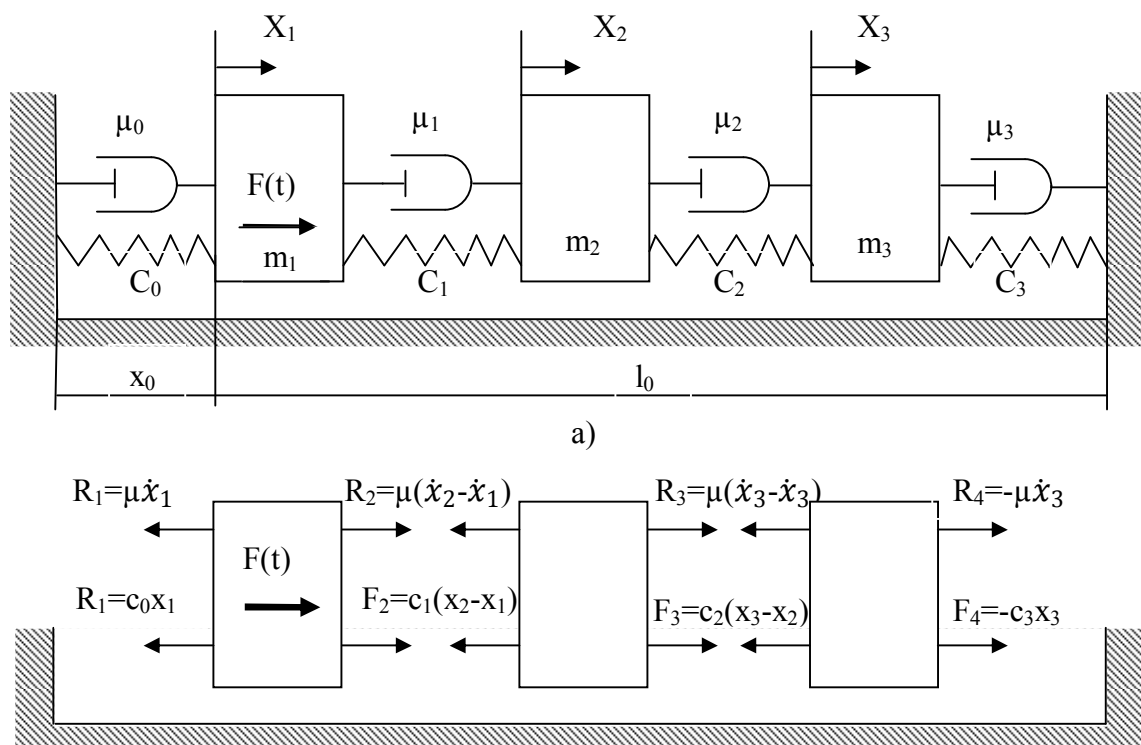 X₁ X₂ X₃
μ₀ μ₁ μ₂ μ₃
F(t)
m₁ m₂ m₃
C₀ C₁ C₂ C₃
x₀ l₀
a)
R₁=μẋ₁ R₂=μ(ẋ₂-ẋ₁) R₃=μ(ẋ₃-ẋ₃) R₄=-μẋ₃
F(t)
R₁=c₀x₁ F₂=c₁(x₂-x₁) F₃=c₂(x₃-x₂) F₄=-c₃x₃